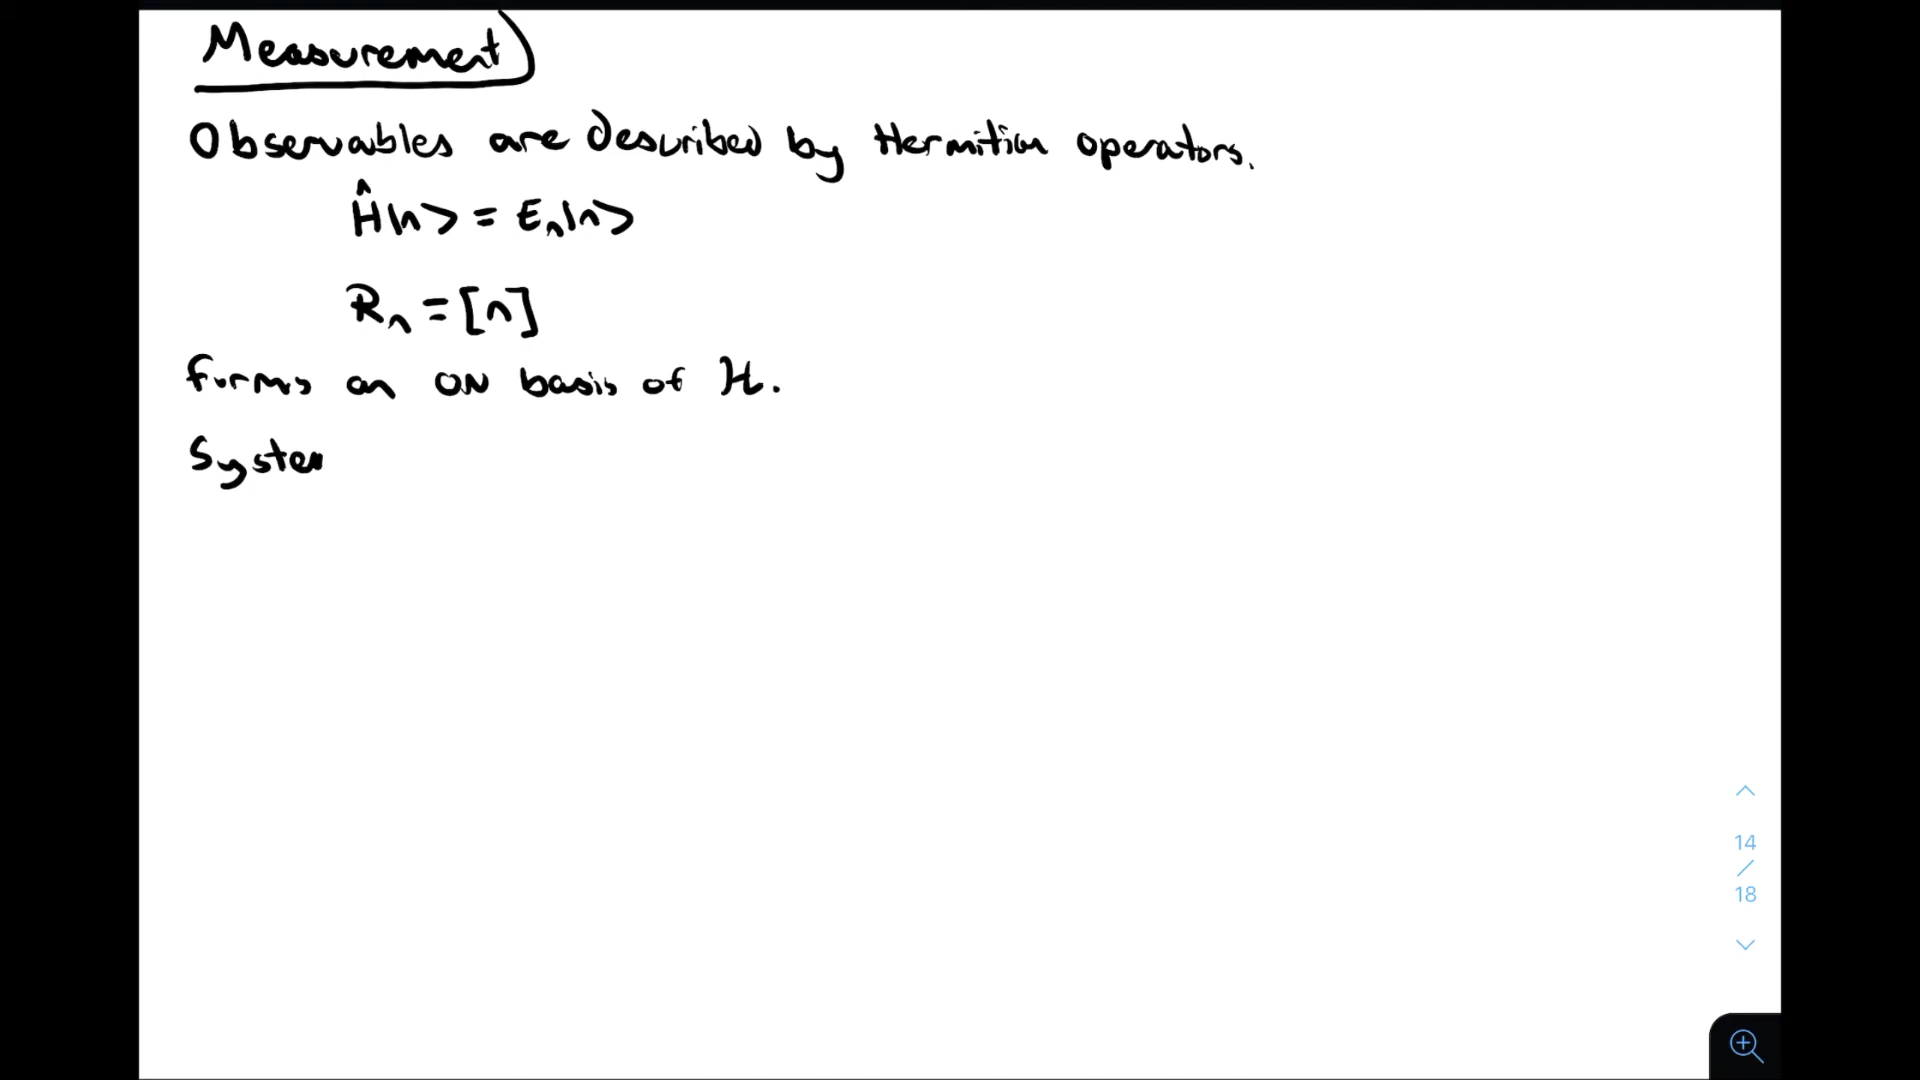 Measurement
Observables are described by Hermitian operators.
Ĥ|n> = Eₙ|n>
Rₙ = [n]
forms an ON basis of ℋ.
System
14
/
18